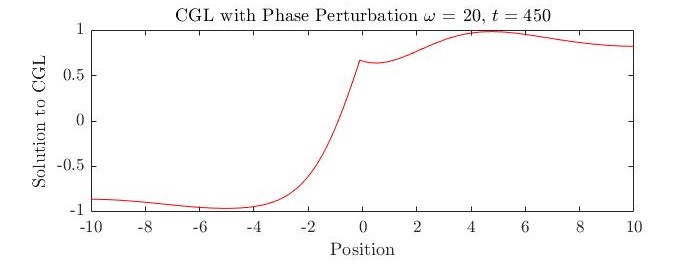 CGL with Phase Perturbation ω = 20, t = 450
1
0.5
0
-0.5
-1
Solution to CGL
-10 -8 -6 -4 -2 0 2 4 6 8 10
Position